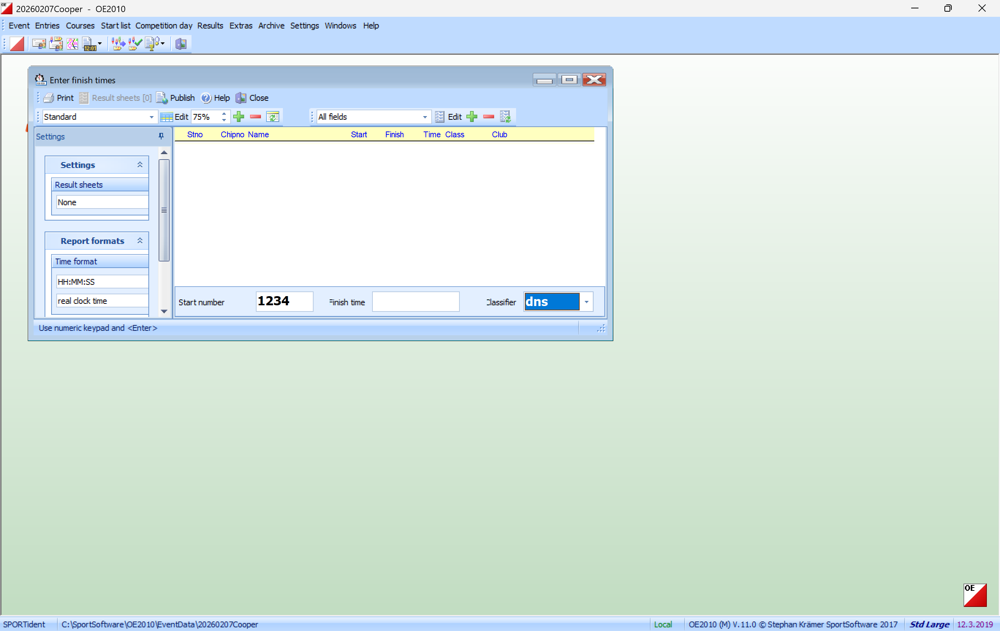 20260207Cooper - OE2010
Event Entries Courses Start list Competition day Results Extras Archive Settings Windows Help
12:01
Enter finish times
Print Result sheets [0] Publish Help Close
Standard Edit 75% All fields Edit
Settings
Stno Chipno Name Start Finish Time Class Club
Settings
Result sheets
None
Report formats
Time format
HH:MM:SS
real clock time
Start number 1234 Finish time Classifier dns
Use numeric keypad and <Enter>
OE
SPORTident C:\SportSoftware\OE2010\EventData\20260207Cooper Local OE2010 (M) V.11.0 © Stephan Krämer SportSoftware 2017 Std Large 12.3.2019